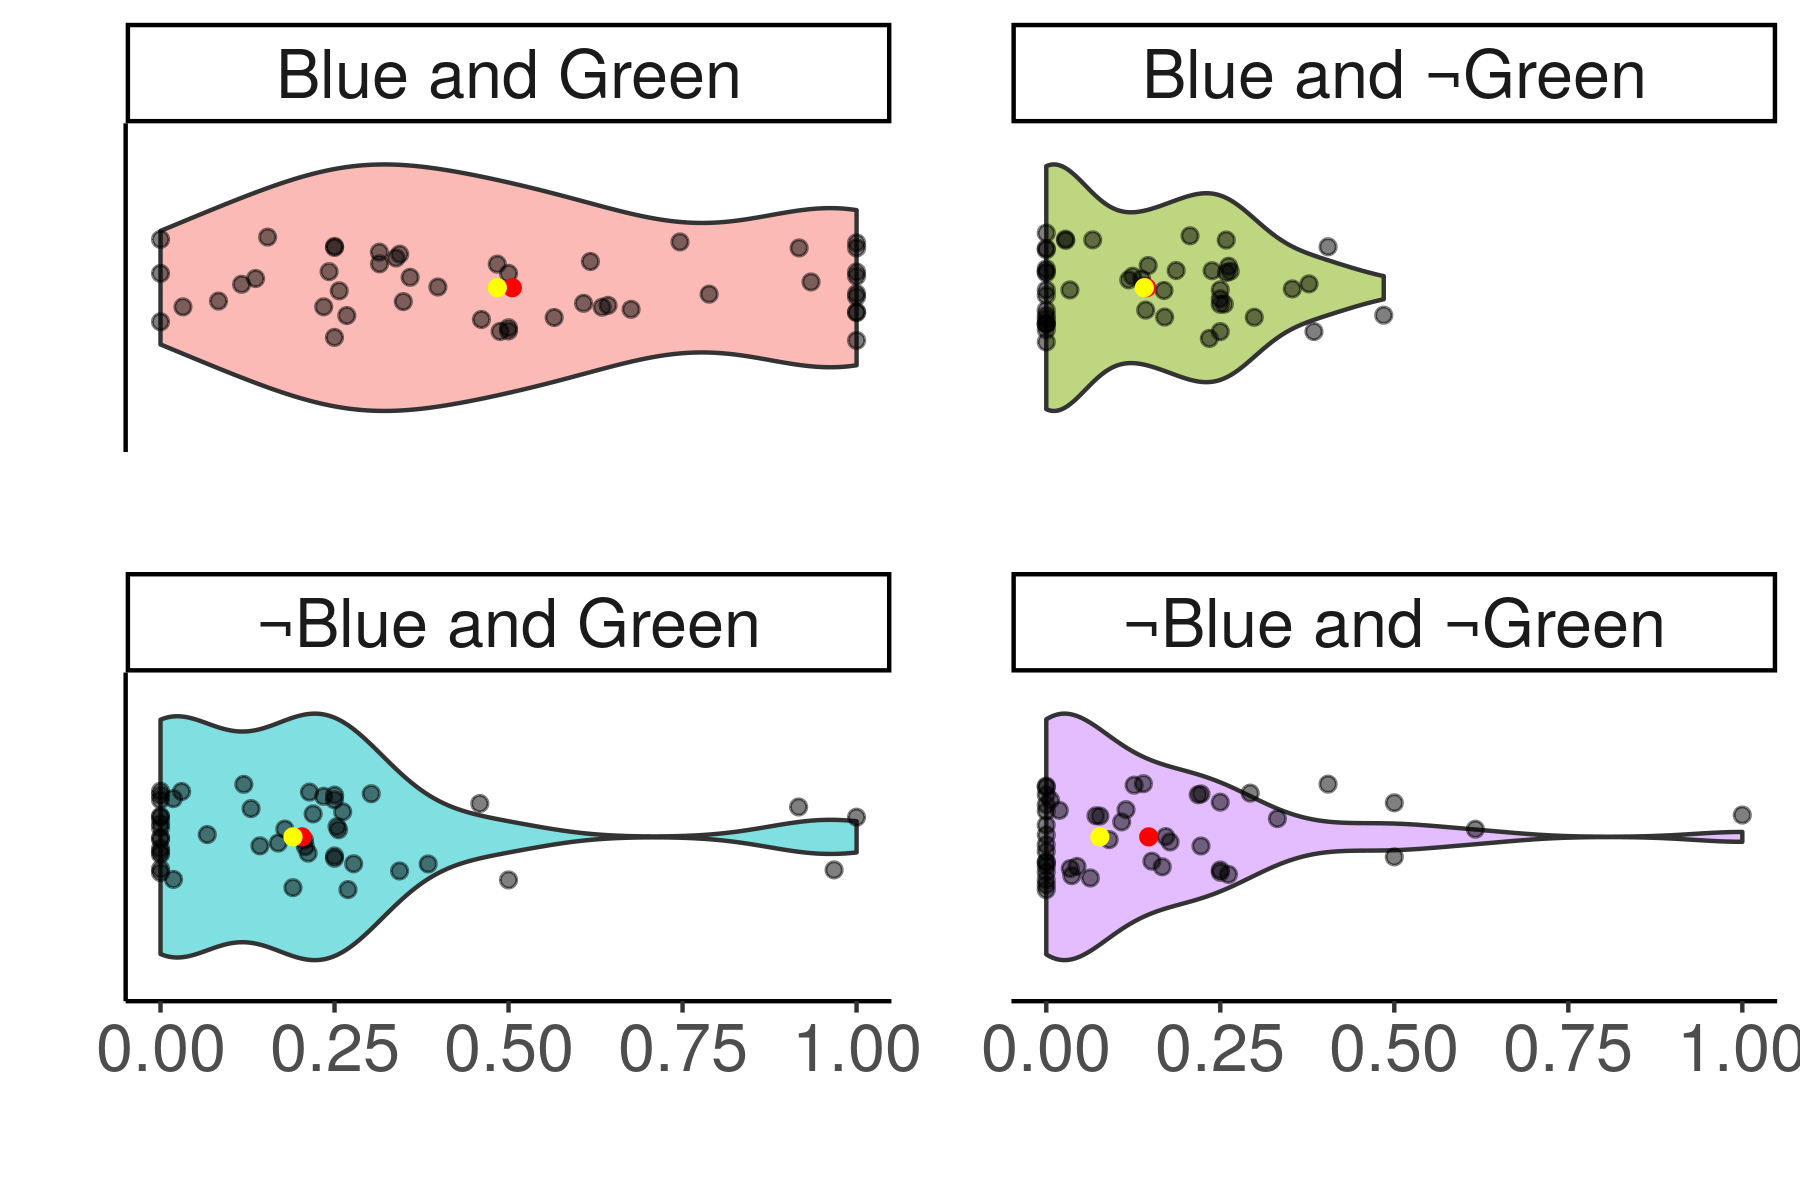 Blue and Green
Blue and ¬Green
¬Blue and Green
¬Blue and ¬Green
0.00 0.25 0.50 0.75 1.00
0.00 0.25 0.50 0.75 1.00